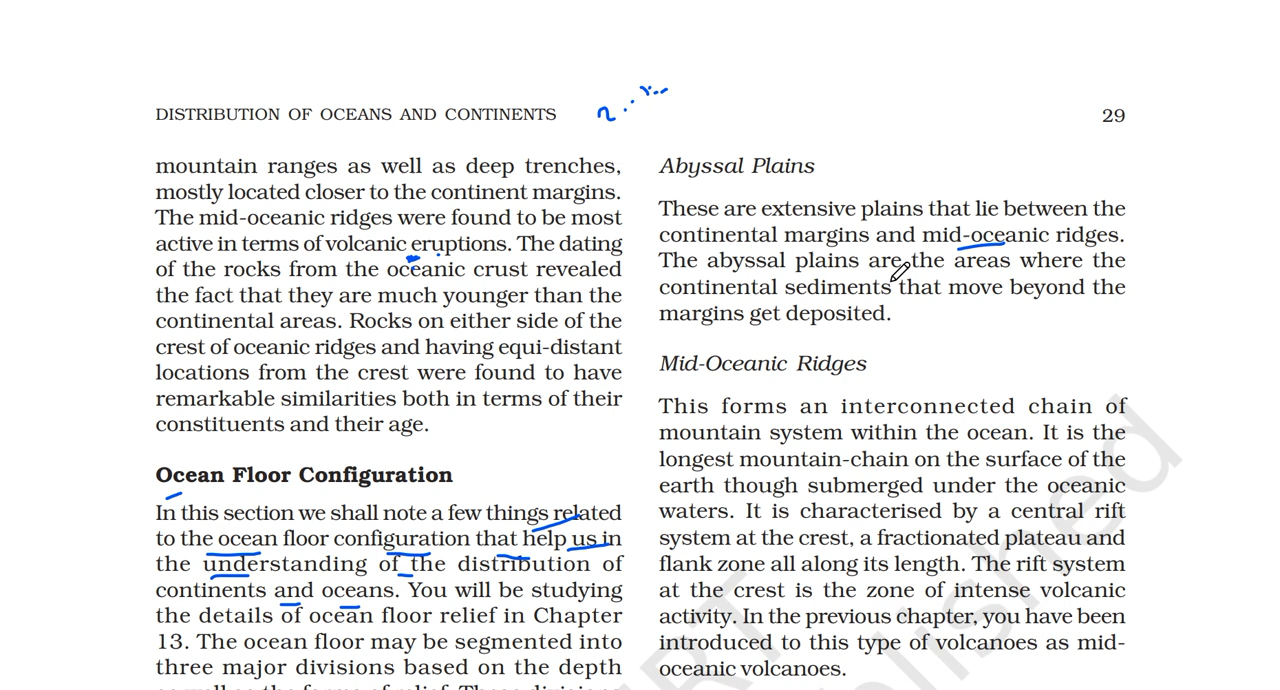 DISTRIBUTION OF OCEANS AND CONTINENTS
29
mountain ranges as well as deep trenches,
mostly located closer to the continent margins.
The mid-oceanic ridges were found to be most
active in terms of volcanic eruptions. The dating
of the rocks from the oceanic crust revealed
the fact that they are much younger than the
continental areas. Rocks on either side of the
crest of oceanic ridges and having equi-distant
locations from the crest were found to have
remarkable similarities both in terms of their
constituents and their age.
Ocean Floor Configuration
In this section we shall note a few things related
to the ocean floor configuration that help us in
the understanding of the distribution of
continents and oceans. You will be studying
the details of ocean floor relief in Chapter
13. The ocean floor may be segmented into
three major divisions based on the depth
as well as the forms of relief. These divisions
Abyssal Plains
These are extensive plains that lie between the
continental margins and mid-oceanic ridges.
The abyssal plains are the areas where the
continental sediments that move beyond the
margins get deposited.
Mid-Oceanic Ridges
This forms an interconnected chain of
mountain system within the ocean. It is the
longest mountain-chain on the surface of the
earth though submerged under the oceanic
waters. It is characterised by a central rift
system at the crest, a fractionated plateau and
flank zone all along its length. The rift system
at the crest is the zone of intense volcanic
activity. In the previous chapter, you have been
introduced to this type of volcanoes as mid-
oceanic volcanoes.